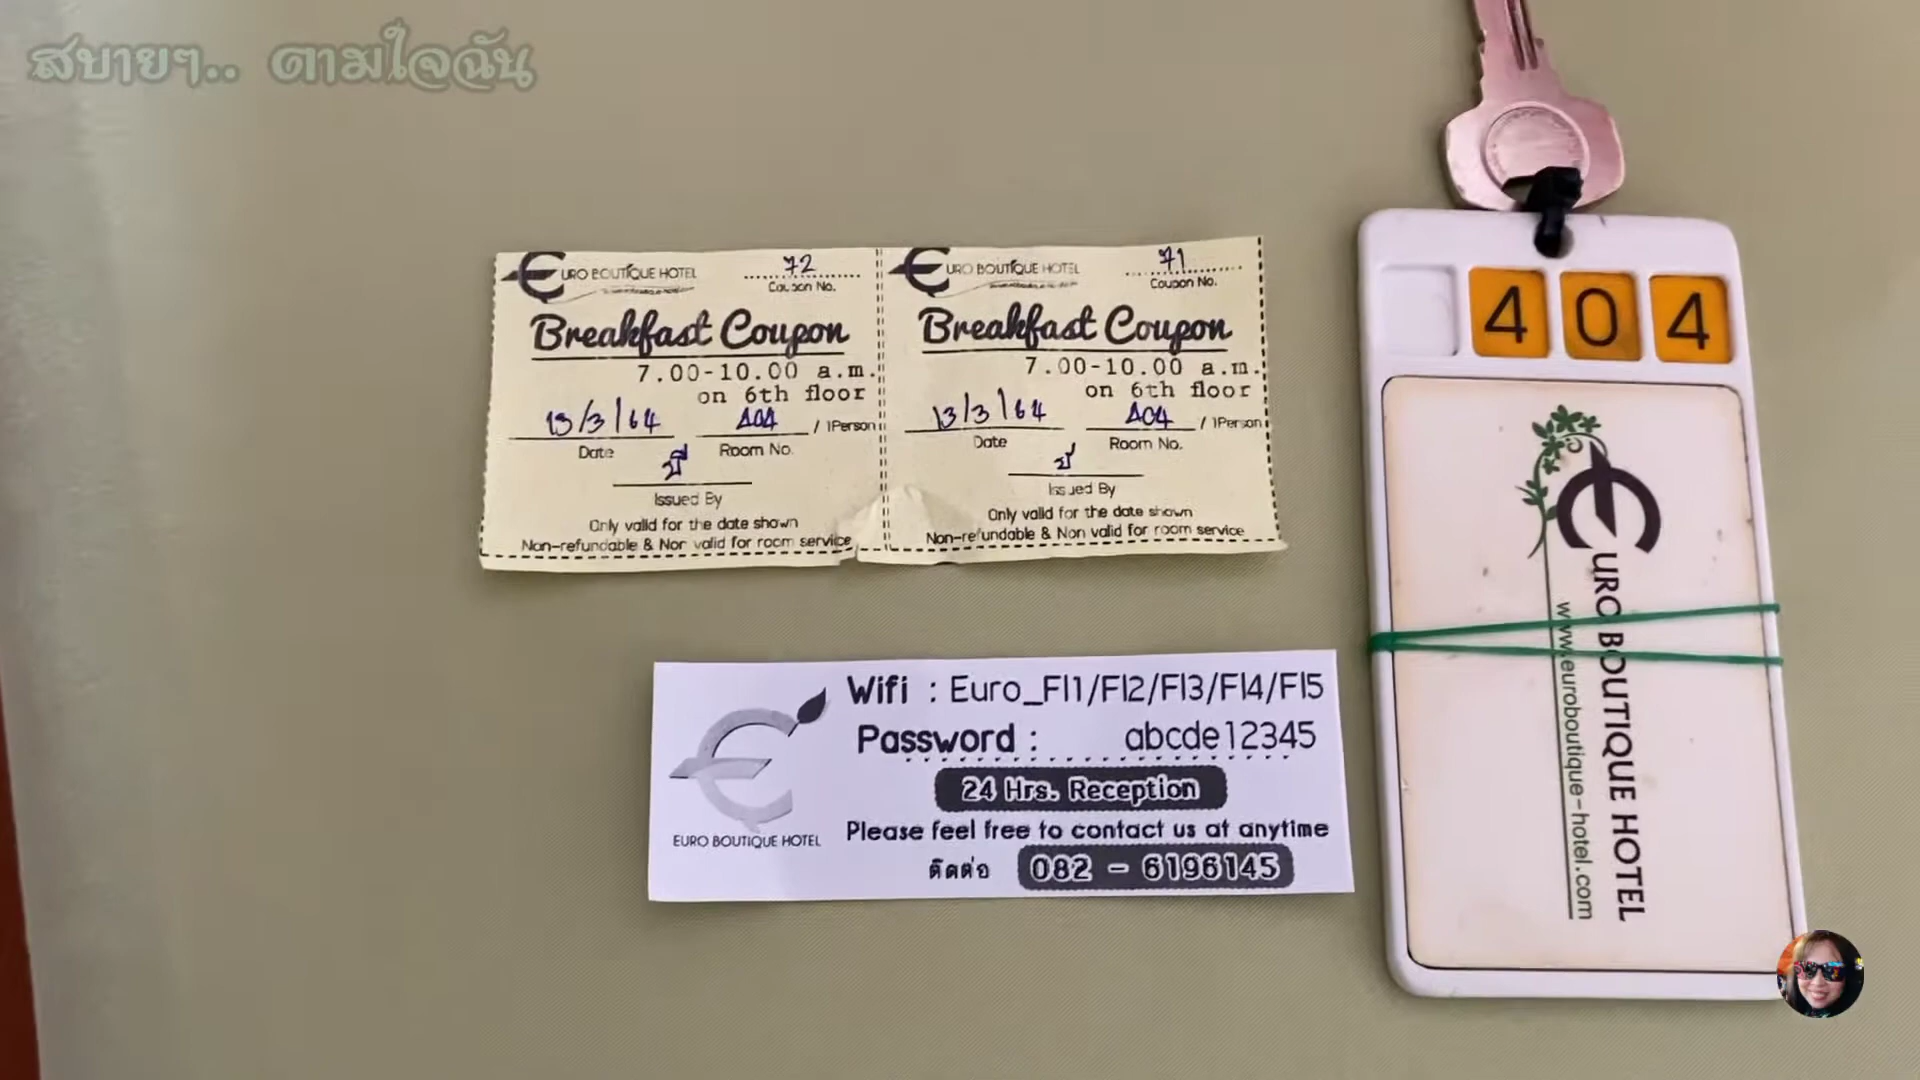 สบายๆ.. ตามใจฉัน
EURO BOUTIQUE HOTEL
72
Coupon No.
Breakfast Coupon
7.00-10.00 a.m.
on 6th floor
13/3/64
404
/ 1Person
Date
Room No.
Issued By
Only valid for the date shown
Non-refundable & Non valid for room service
EURO BOUTIQUE HOTEL
71
Coupon No.
Breakfast Coupon
7.00-10.00 a.m.
on 6th floor
13/3/64
404
/ 1Person
Date
Room No.
Issued By
Only valid for the date shown
Non-refundable & Non valid for room service
404
EURO BOUTIQUE HOTEL
www.euroboutique-hotel.com
Wifi : Euro_Fl1/Fl2/Fl3/Fl4/Fl5
Password : abcde12345
24 Hrs. Reception
Please feel free to contact us at anytime
ติดต่อ 082 - 6196145
EURO BOUTIQUE HOTEL